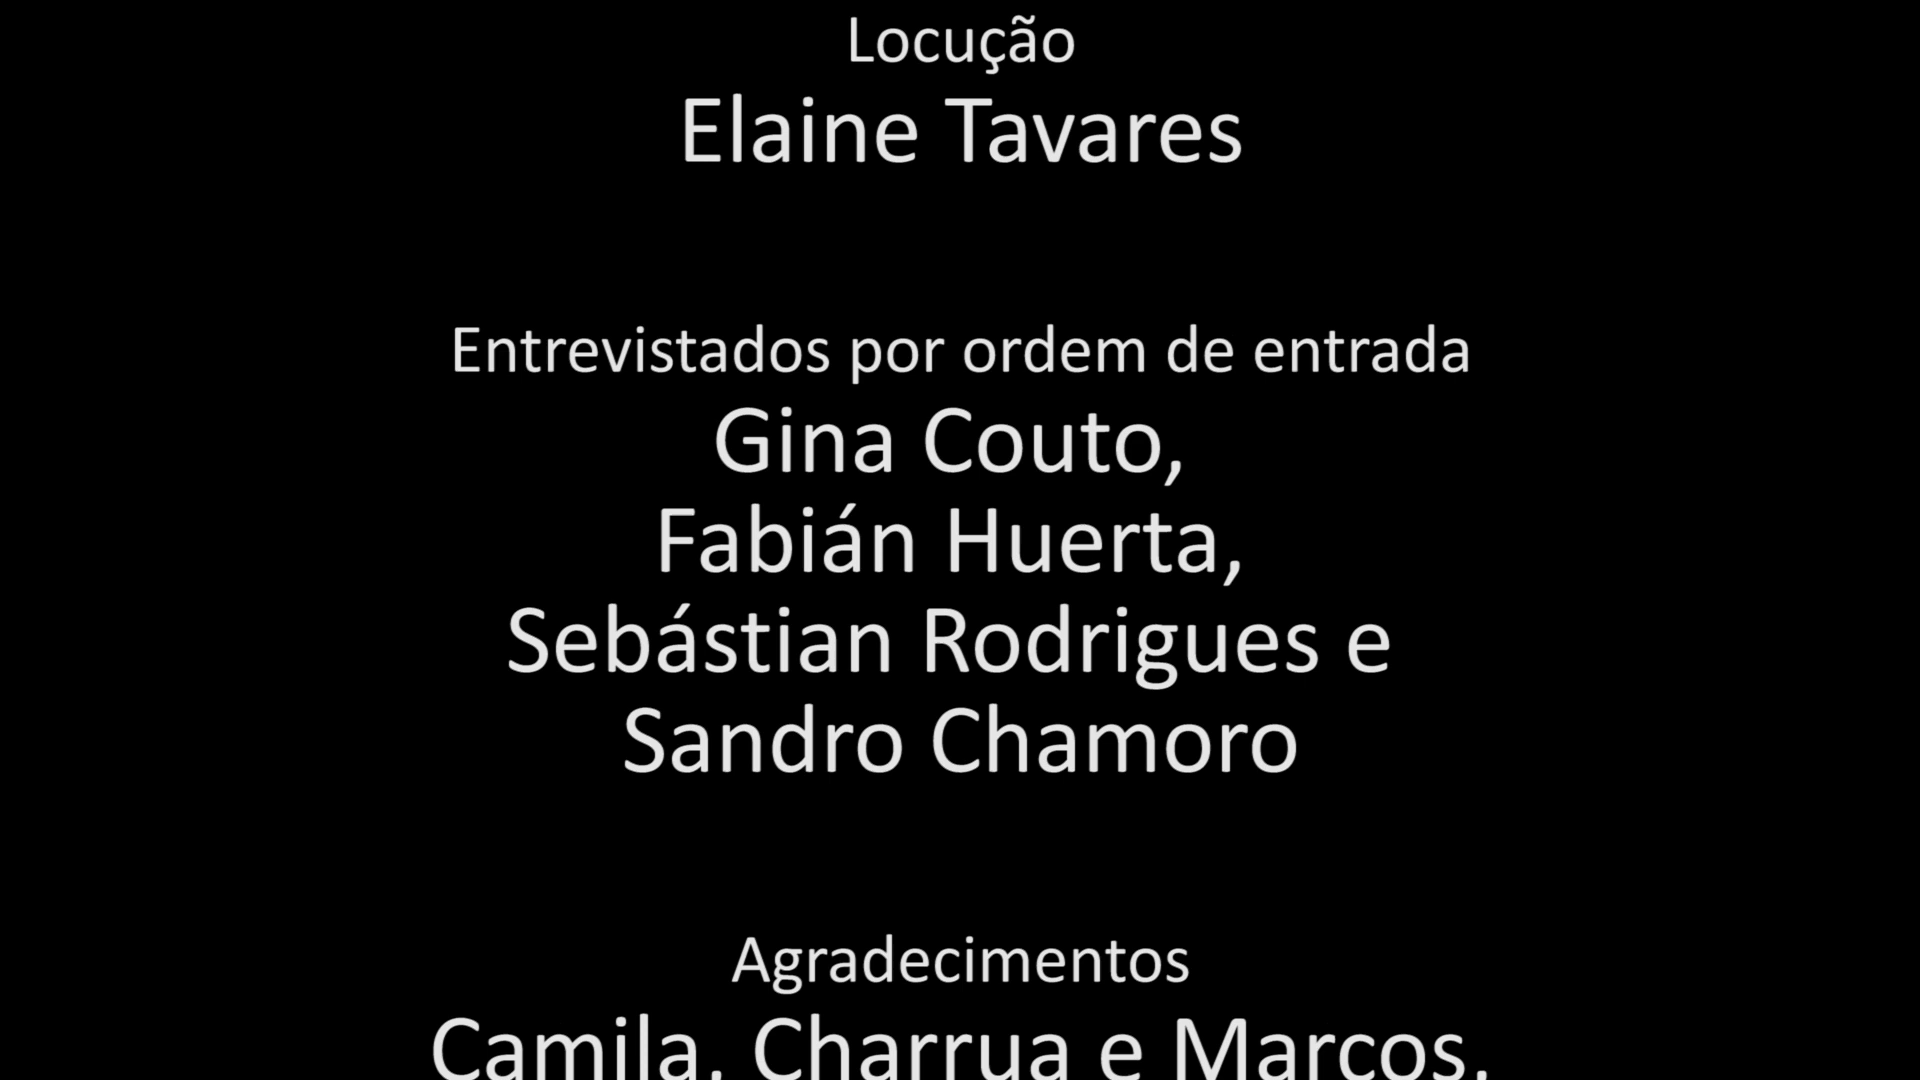 Locução
Elaine Tavares
Entrevistados por ordem de entrada
Gina Couto,
Fabián Huerta,
Sebástian Rodrigues e
Sandro Chamoro
Agradecimentos
Camila, Charrua e Marcos,